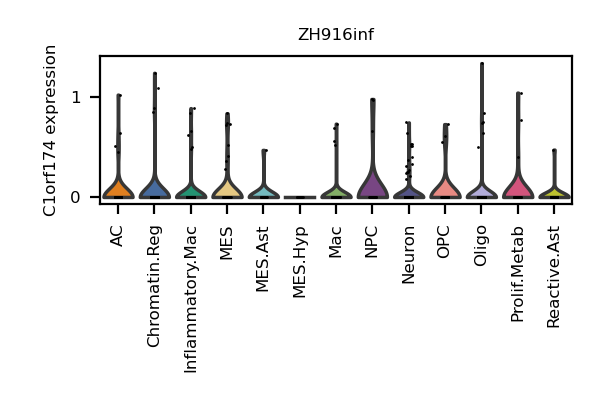 ZH916inf
C1orf174 expression
1
0
AC
Chromatin.Reg
Inflammatory.Mac
MES
MES.Ast
MES.Hyp
Mac
NPC
Neuron
OPC
Oligo
Prolif.Metab
Reactive.Ast